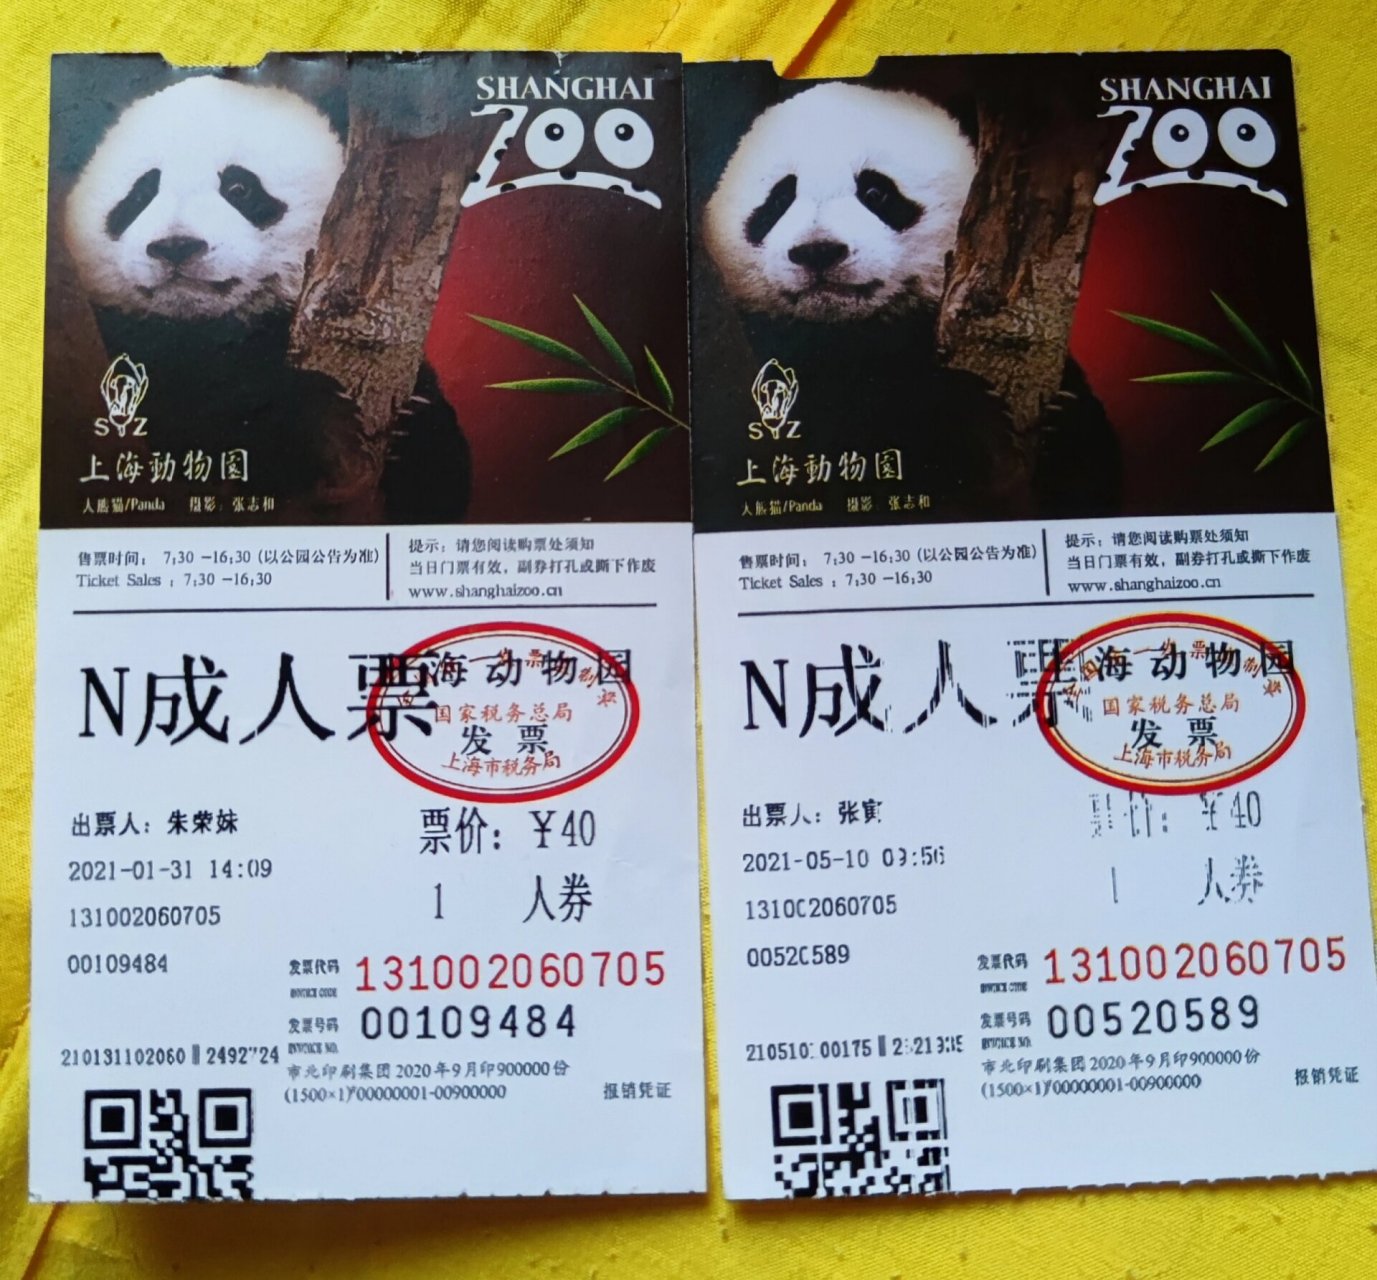 SHANGHAI
ZOO
S Z
上海動物園
大熊猫/Panda 摄影：张志和
售票时间： 7:30 —16:30 (以公园公告为准)
Ticket Sales : 7:30 —16:30
提示：请您阅读购票处须知
当日门票有效，副券打孔或撕下作废
www.shanghaizoo.cn
N成人票
海动物园
国家税务总局
发票
上海市税务局
出票人：朱荣妹
票价：￥40
2021-01-31 14:09
1 人券
131002060705
00109484
发票代码 131002060705
INVOICE CODE
发票号码 00109484
INVOICE NO.
210131102060
市北印刷集团2020年9月印900000份
(1500×1)*00000001-00900000
报销凭证
SHANGHAI
ZOO
S Z
上海動物園
大熊猫/Panda 摄影：张志和
售票时间： 7:30 —16:30 (以公园公告为准)
Ticket Sales : 7:30 —16:30
提示：请您阅读购票处须知
当日门票有效，副券打孔或撕下作废
www.shanghaizoo.cn
N成人票
海动物园
国家税务总局
发票
上海市税务局
出票人：张寅
票价：￥40
2021-05-10 09:56
1 人券
131002060705
00520589
发票代码 131002060705
INVOICE CODE
发票号码 00520589
INVOICE NO.
市北印刷集团2020年9月印900000份
(1500×1)*00000001-00900000
报销凭证